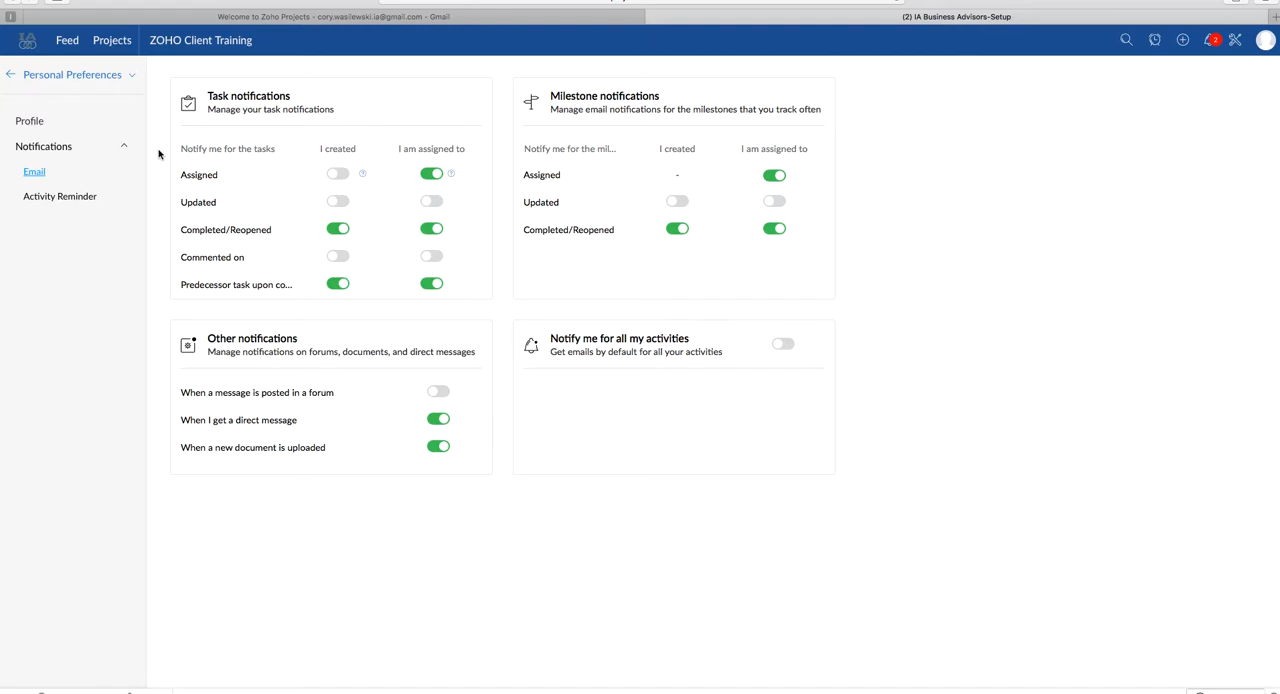 Welcome to Zoho Projects - cory.wasilewski.ia@gmail.com - Gmail
(2) IA Business Advisors-Setup
IA
Feed
Projects
ZOHO Client Training
2
Personal Preferences
Profile
Notifications
Email
Activity Reminder
Task notifications
Manage your task notifications
Notify me for the tasks
I created
I am assigned to
Assigned
Updated
Completed/Reopened
Commented on
Predecessor task upon co...
Milestone notifications
Manage email notifications for the milestones that you track often
Notify me for the mil...
I created
I am assigned to
Assigned
-
Updated
Completed/Reopened
Other notifications
Manage notifications on forums, documents, and direct messages
When a message is posted in a forum
When I get a direct message
When a new document is uploaded
Notify me for all my activities
Get emails by default for all your activities